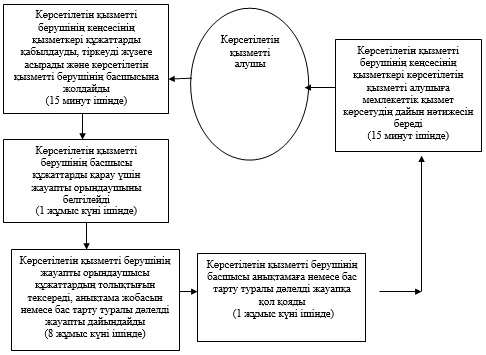 Көрсетілетін қызметті
берушінің кеңсесінің
қызметкері құжаттарды
қабылдауды, тіркеуді жүзеге
асырады және көрсетілетін
қызметті берушінің басшысына
жолдайды
(15 минут ішінде)
Көрсетілетін
қызметті
алушы
Көрсетілетін қызметті
берушінің кеңсесінің
қызметкері көрсетілетін
қызметті алушыға
мемлекеттік қызмет
көрсетудің дайын нәтижесін
береді
(15 минут ішінде)
Көрсетілетін қызметті
берушінің басшысы
құжаттарды қарау үшін
жауапты орындаушыны
белгілейді
(1 жұмыс күні ішінде)
Көрсетілетін қызметті берушінің
жауапты орындаушысы
құжаттардың толықтығын
тексереді, анықтама жобасын
немесе бас тарту туралы дәлелді
жауапты дайындайды
(8 жұмыс күні ішінде)
Көрсетілетін қызметті берушінің
басшысы анықтамаға немесе бас
тарту туралы дәлелді жауапқа
қол қояды
(1 жұмыс күні ішінде)